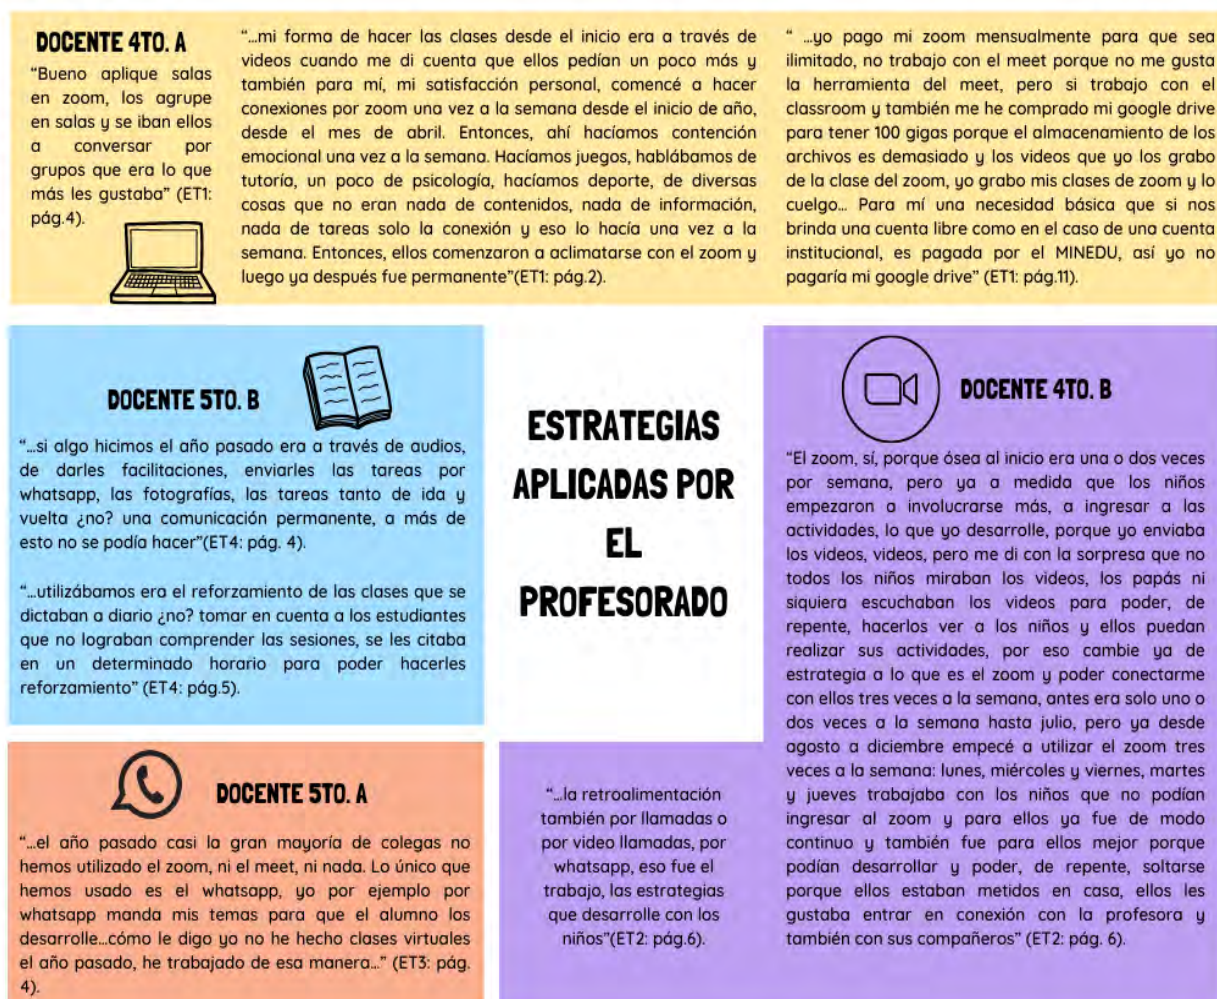 DOCENTE 4TO. A
“Bueno aplique salas
en zoom, los agrupe
en salas y se iban ellos
a conversar por
grupos que era lo que
más les gustaba” (ET1:
pág.4).
“...mi forma de hacer las clases desde el inicio era a través de
videos cuando me di cuenta que ellos pedían un poco más y
también para mí, mi satisfacción personal, comencé a hacer
conexiones por zoom una vez a la semana desde el inicio de año,
desde el mes de abril. Entonces, ahí hacíamos contención
emocional una vez a la semana. Hacíamos juegos, hablábamos de
tutoría, un poco de psicología, hacíamos deporte, de diversas
cosas que no eran nada de contenidos, nada de información,
nada de tareas solo la conexión y eso lo hacía una vez a la
semana. Entonces, ellos comenzaron a aclimatarse con el zoom y
luego ya después fue permanente”(ET1: pág.2).
“ ...yo pago mi zoom mensualmente para que sea
ilimitado, no trabajo con el meet porque no me gusta
la herramienta del meet, pero si trabajo con el
classroom y también me he comprado mi google drive
para tener 100 gigas porque el almacenamiento de los
archivos es demasiado y los videos que yo los grabo
de la clase del zoom, yo grabo mis clases de zoom y lo
cuelgo... Para mí una necesidad básica que si nos
brinda una cuenta libre como en el caso de una cuenta
institucional, es pagada por el MINEDU, así yo no
pagaría mi google drive” (ET1: pág.11).
DOCENTE 5TO. B
“...si algo hicimos el año pasado era a través de audios,
de darles facilitaciones, enviarles las tareas por
whatsapp, las fotografías, las tareas tanto de ida y
vuelta ¿no? una comunicación permanente, a más de
esto no se podía hacer”(ET4: pág. 4).
“...utilizábamos era el reforzamiento de las clases que se
dictaban a diario ¿no? tomar en cuenta a los estudiantes
que no lograban comprender las sesiones, se les citaba
en un determinado horario para poder hacerles
reforzamiento” (ET4: pág.5).
ESTRATEGIAS
APLICADAS POR
EL
PROFESORADO
DOCENTE 4TO. B
“El zoom, sí, porque ósea al inicio era una o dos veces
por semana, pero ya a medida que los niños
empezaron a involucrarse más, a ingresar a las
actividades, lo que yo desarrolle, porque yo enviaba
los videos, videos, pero me di con la sorpresa que no
todos los niños miraban los videos, los papás ni
siquiera escuchaban los videos para poder, de
repente, hacerlos ver a los niños y ellos puedan
realizar sus actividades, por eso cambie ya de
estrategia a lo que es el zoom y poder conectarme
con ellos tres veces a la semana, antes era solo uno o
dos veces a la semana hasta julio, pero ya desde
agosto a diciembre empecé a utilizar el zoom tres
veces a la semana: lunes, miércoles y viernes, martes
y jueves trabajaba con los niños que no podían
ingresar al zoom y para ellos ya fue de modo
continuo y también fue para ellos mejor porque
podían desarrollar y poder, de repente, soltarse
porque ellos estaban metidos en casa, ellos les
gustaba entrar en conexión con la profesora y
también con sus compañeros” (ET2: pág. 6).
DOCENTE 5TO. A
“...el año pasado casi la gran mayoría de colegas no
hemos utilizado el zoom, ni el meet, ni nada. Lo único que
hemos usado es el whatsapp, yo por ejemplo por
whatsapp manda mis temas para que el alumno los
desarrolle...cómo le digo yo no he hecho clases virtuales
el año pasado, he trabajado de esa manera...” (ET3: pág.
4).
“...la retroalimentación
también por llamadas o
por video llamadas, por
whatsapp, eso fue el
trabajo, las estrategias
que desarrolle con los
niños”(ET2: pág.6).